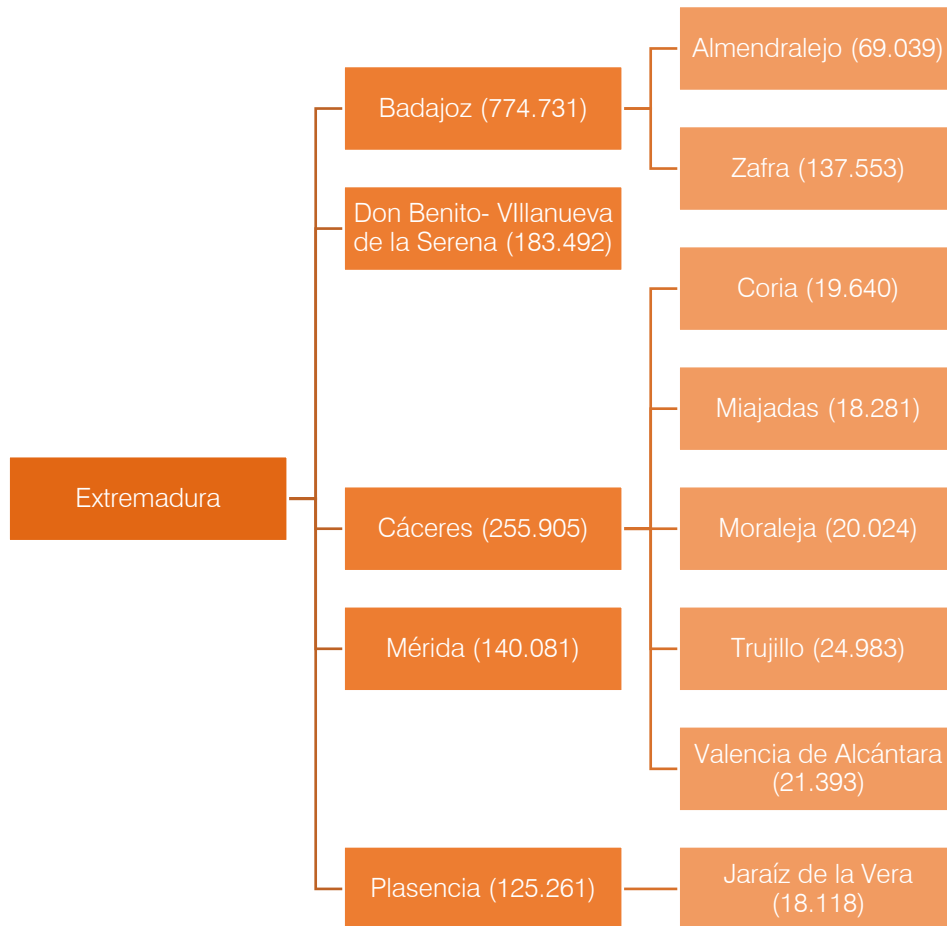 Extremadura
Badajoz (774.731)
Almendralejo (69.039)
Zafra (137.553)
Don Benito- VIllanueva
de la Serena (183.492)
Cáceres (255.905)
Coria (19.640)
Miajadas (18.281)
Moraleja (20.024)
Trujillo (24.983)
Valencia de Alcántara
(21.393)
Mérida (140.081)
Plasencia (125.261)
Jaraíz de la Vera
(18.118)